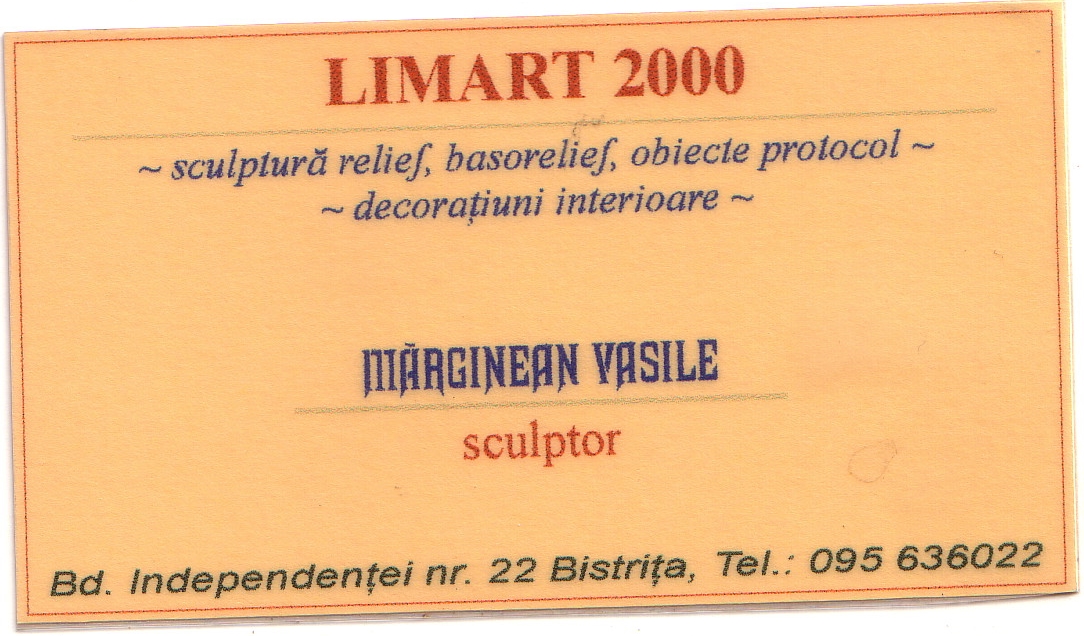 LIMART 2000
~ sculptură relief, basorelief, obiecte protocol ~
~ decorațiuni interioare ~
MĂRGINEAN VASILE
sculptor
Bd. Independenței nr. 22 Bistrița, Tel.: 095 636022